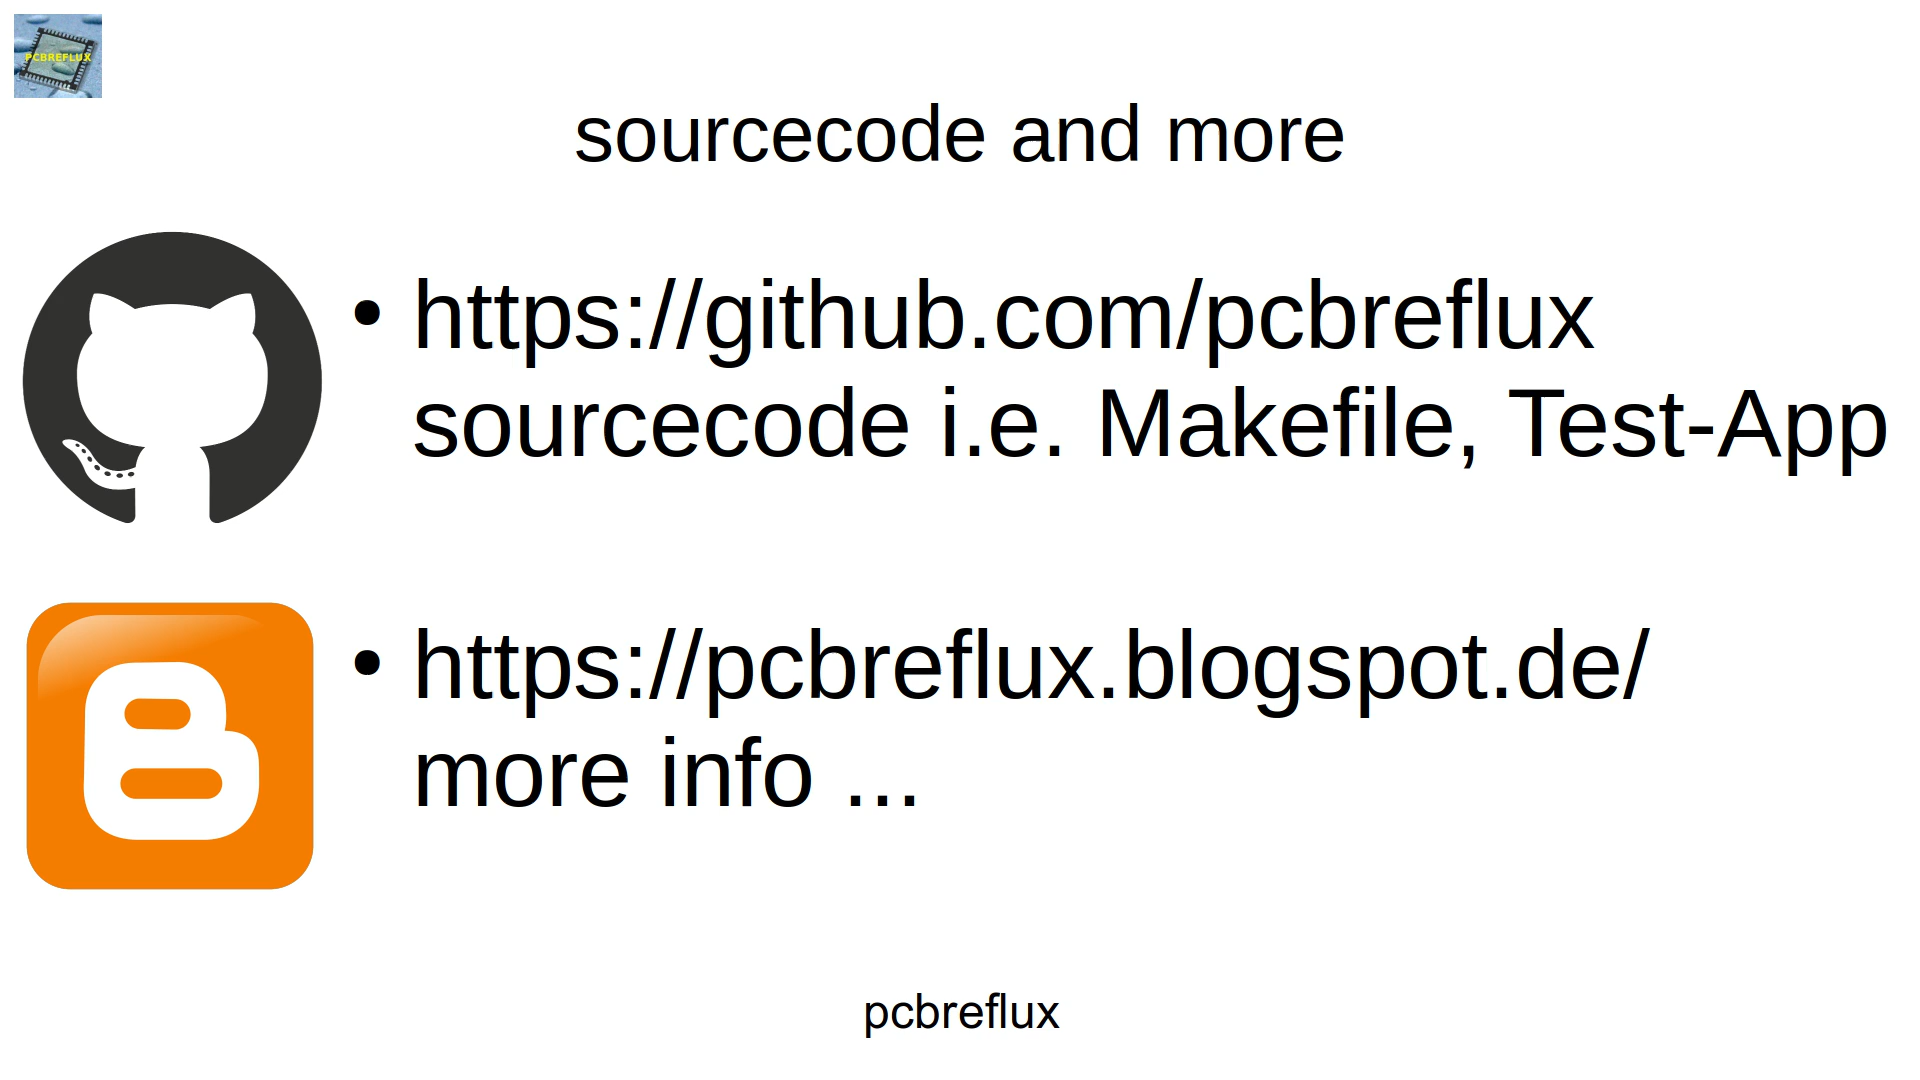 PCBREFLUX
sourcecode and more
• https://github.com/pcbreflux
sourcecode i.e. Makefile, Test-App
• https://pcbreflux.blogspot.de/
more info ...
pcbreflux